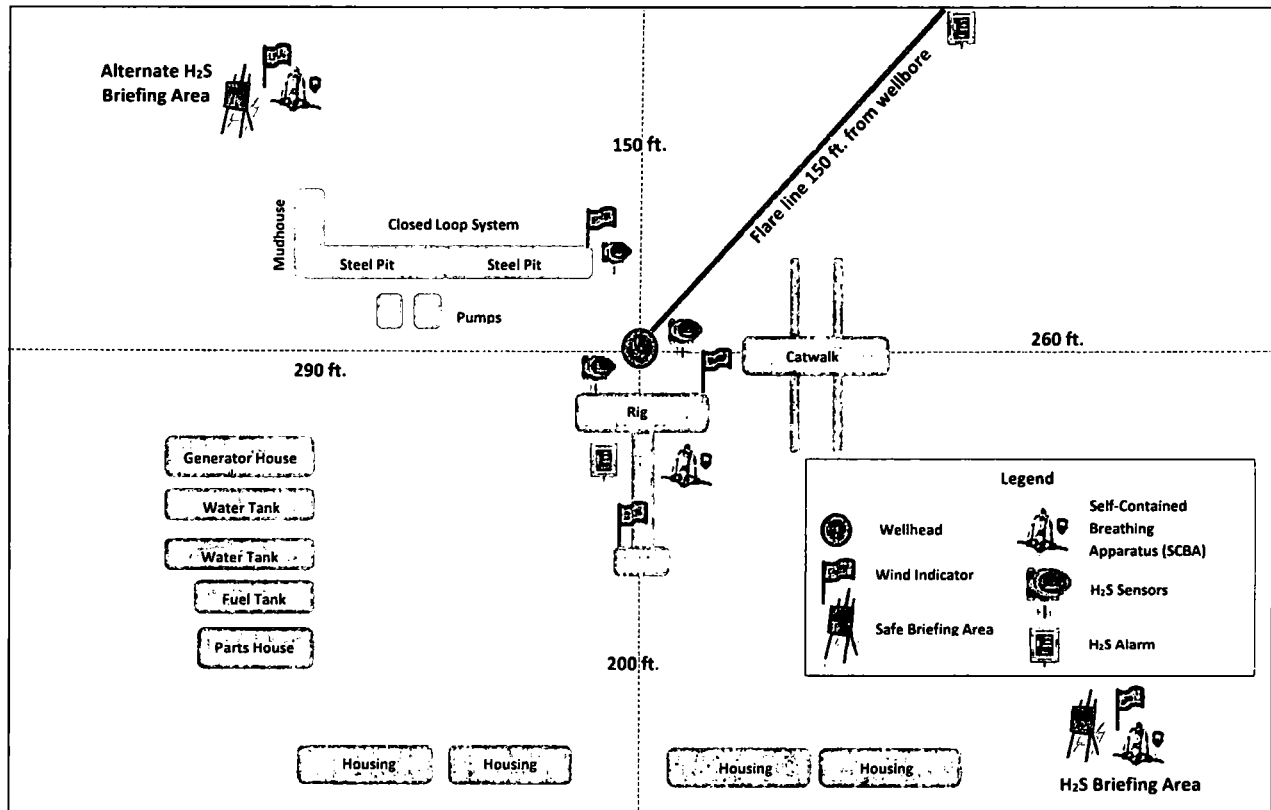 Alternate H₂S
Briefing Area
150 ft.
Flare line 150 ft. from wellbore
Mudhouse
Closed Loop System
Steel Pit
Steel Pit
Pumps
290 ft.
Catwalk
260 ft.
Rig
Generator House
Water Tank
Water Tank
Fuel Tank
Parts House
200 ft.
Legend
Wellhead
Wind Indicator
Safe Briefing Area
Self-Contained
Breathing
Apparatus (SCBA)
H₂S Sensors
H₂S Alarm
Housing
Housing
Housing
Housing
H₂S Briefing Area